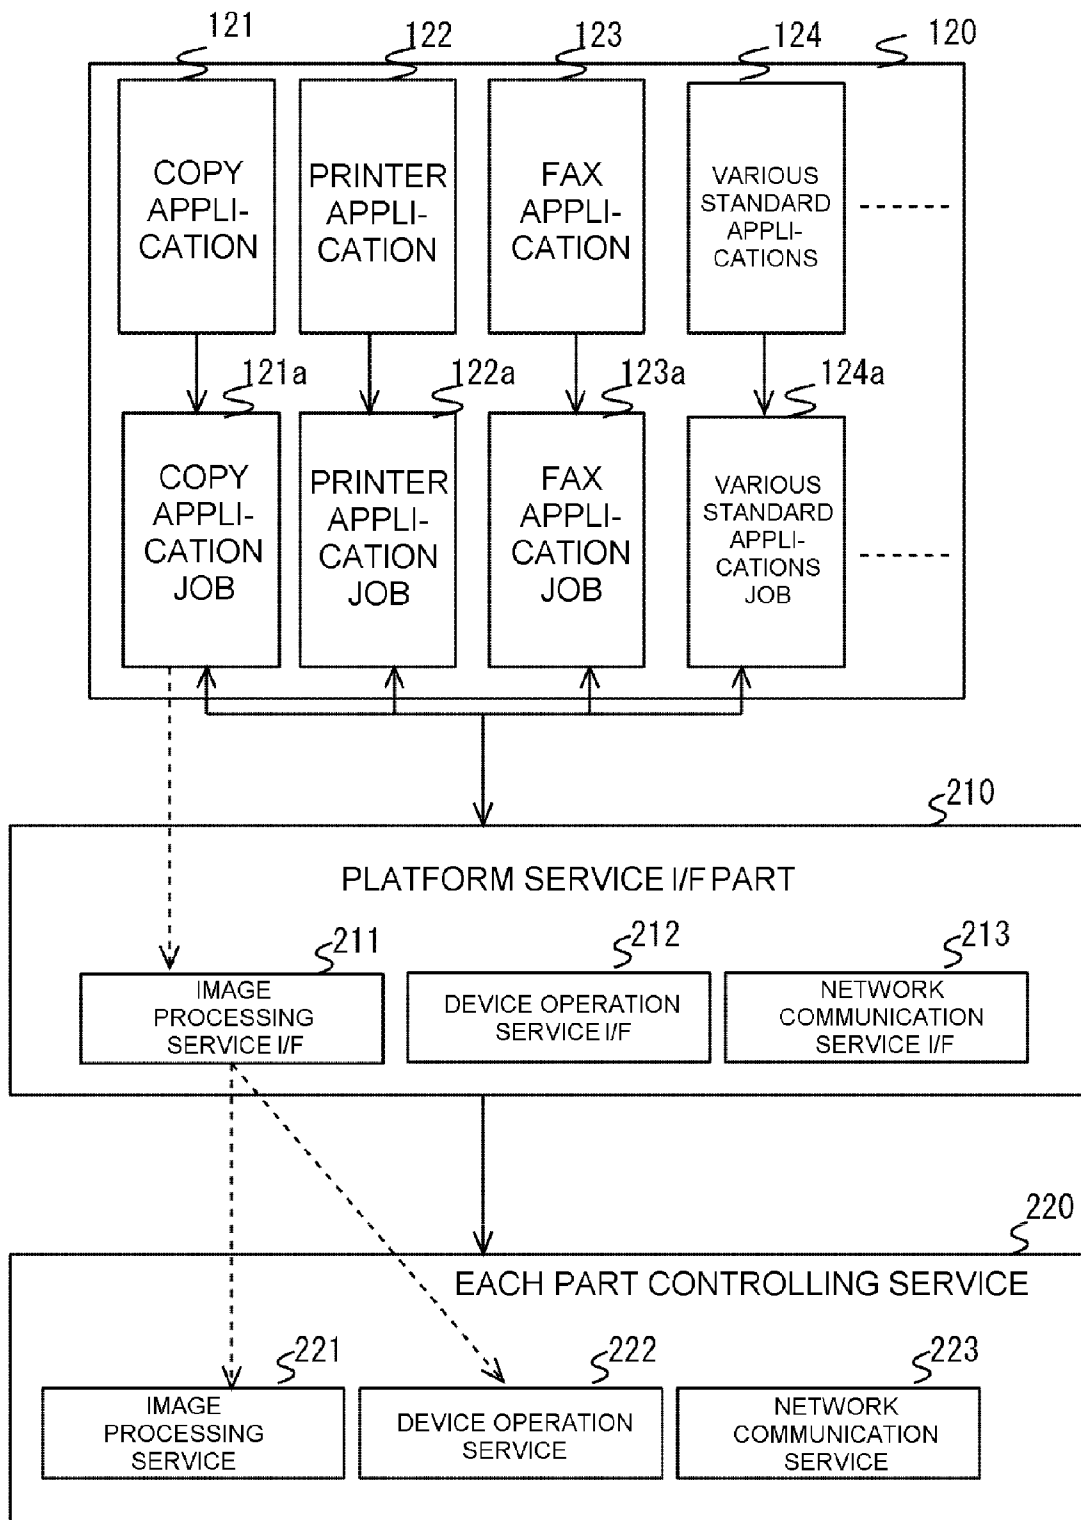 121
122
123
124
120
COPY
APPLI-
CATION
PRINTER
APPLI-
CATION
FAX
APPLI-
CATION
VARIOUS
STANDARD
APPLI-
CATIONS
121a
122a
123a
124a
COPY
APPLI-
CATION
JOB
PRINTER
APPLI-
CATION
JOB
FAX
APPLI-
CATION
JOB
VARIOUS
STANDARD
APPLI-
CATIONS
JOB
210
PLATFORM SERVICE I/F PART
211
212
213
IMAGE
PROCESSING
SERVICE I/F
DEVICE OPERATION
SERVICE I/F
NETWORK
COMMUNICATION
SERVICE I/F
220
EACH PART CONTROLLING SERVICE
221
222
223
IMAGE
PROCESSING
SERVICE
DEVICE OPERATION
SERVICE
NETWORK
COMMUNICATION
SERVICE